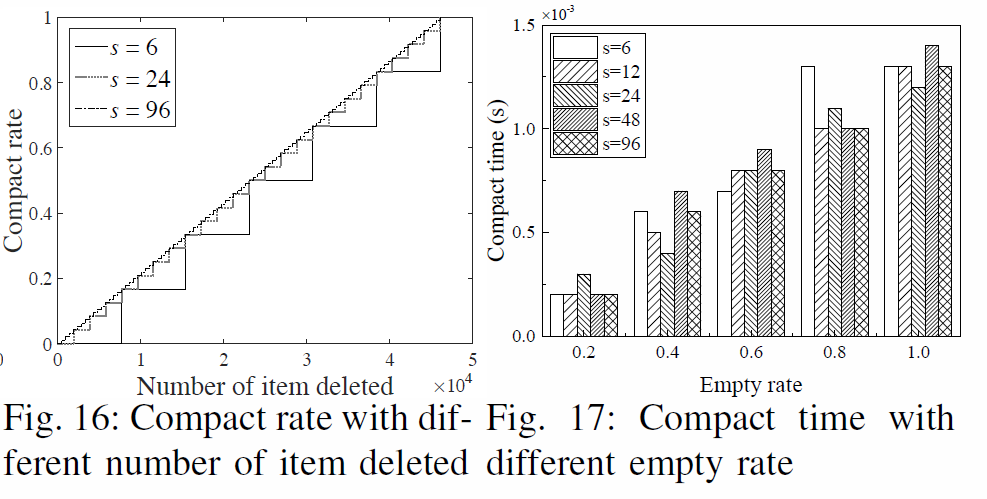 1
0.8
0.6
0.4
0.2
0
Compact rate
s = 6
s = 24
s = 96
0 1 2 3 4 5
Number of item deleted ×10⁴
0
×10⁻³
1.5
1.0
0.5
0.0
Compact time (s)
s=6
s=12
s=24
s=48
s=96
0.2 0.4 0.6 0.8 1.0
Empty rate
Fig. 16: Compact rate with dif-
ferent number of item deleted
Fig. 17: Compact time with
different empty rate